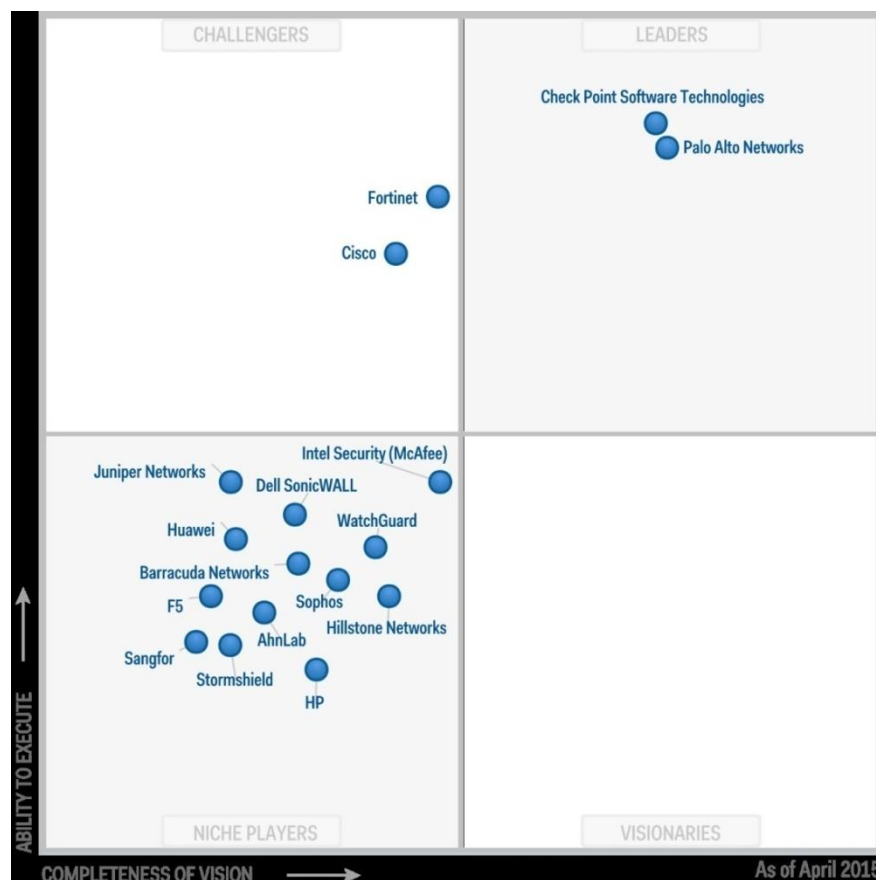 CHALLENGERS
LEADERS
Check Point Software Technologies
Palo Alto Networks
Fortinet
Cisco
Intel Security (McAfee)
Juniper Networks
Dell SonicWALL
WatchGuard
Huawei
Barracuda Networks
Sophos
F5
Hillstone Networks
AhnLab
Sangfor
Stormshield
HP
ABILITY TO EXECUTE
NICHE PLAYERS
VISIONARIES
COMPLETENESS OF VISION
As of April 2015